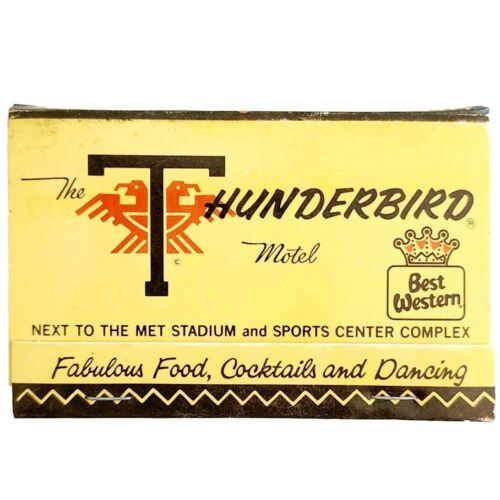 The THUNDERBIRD ®
Motel
©
Best
Western
NEXT TO THE MET STADIUM and SPORTS CENTER COMPLEX
Fabulous Food, Cocktails and Dancing